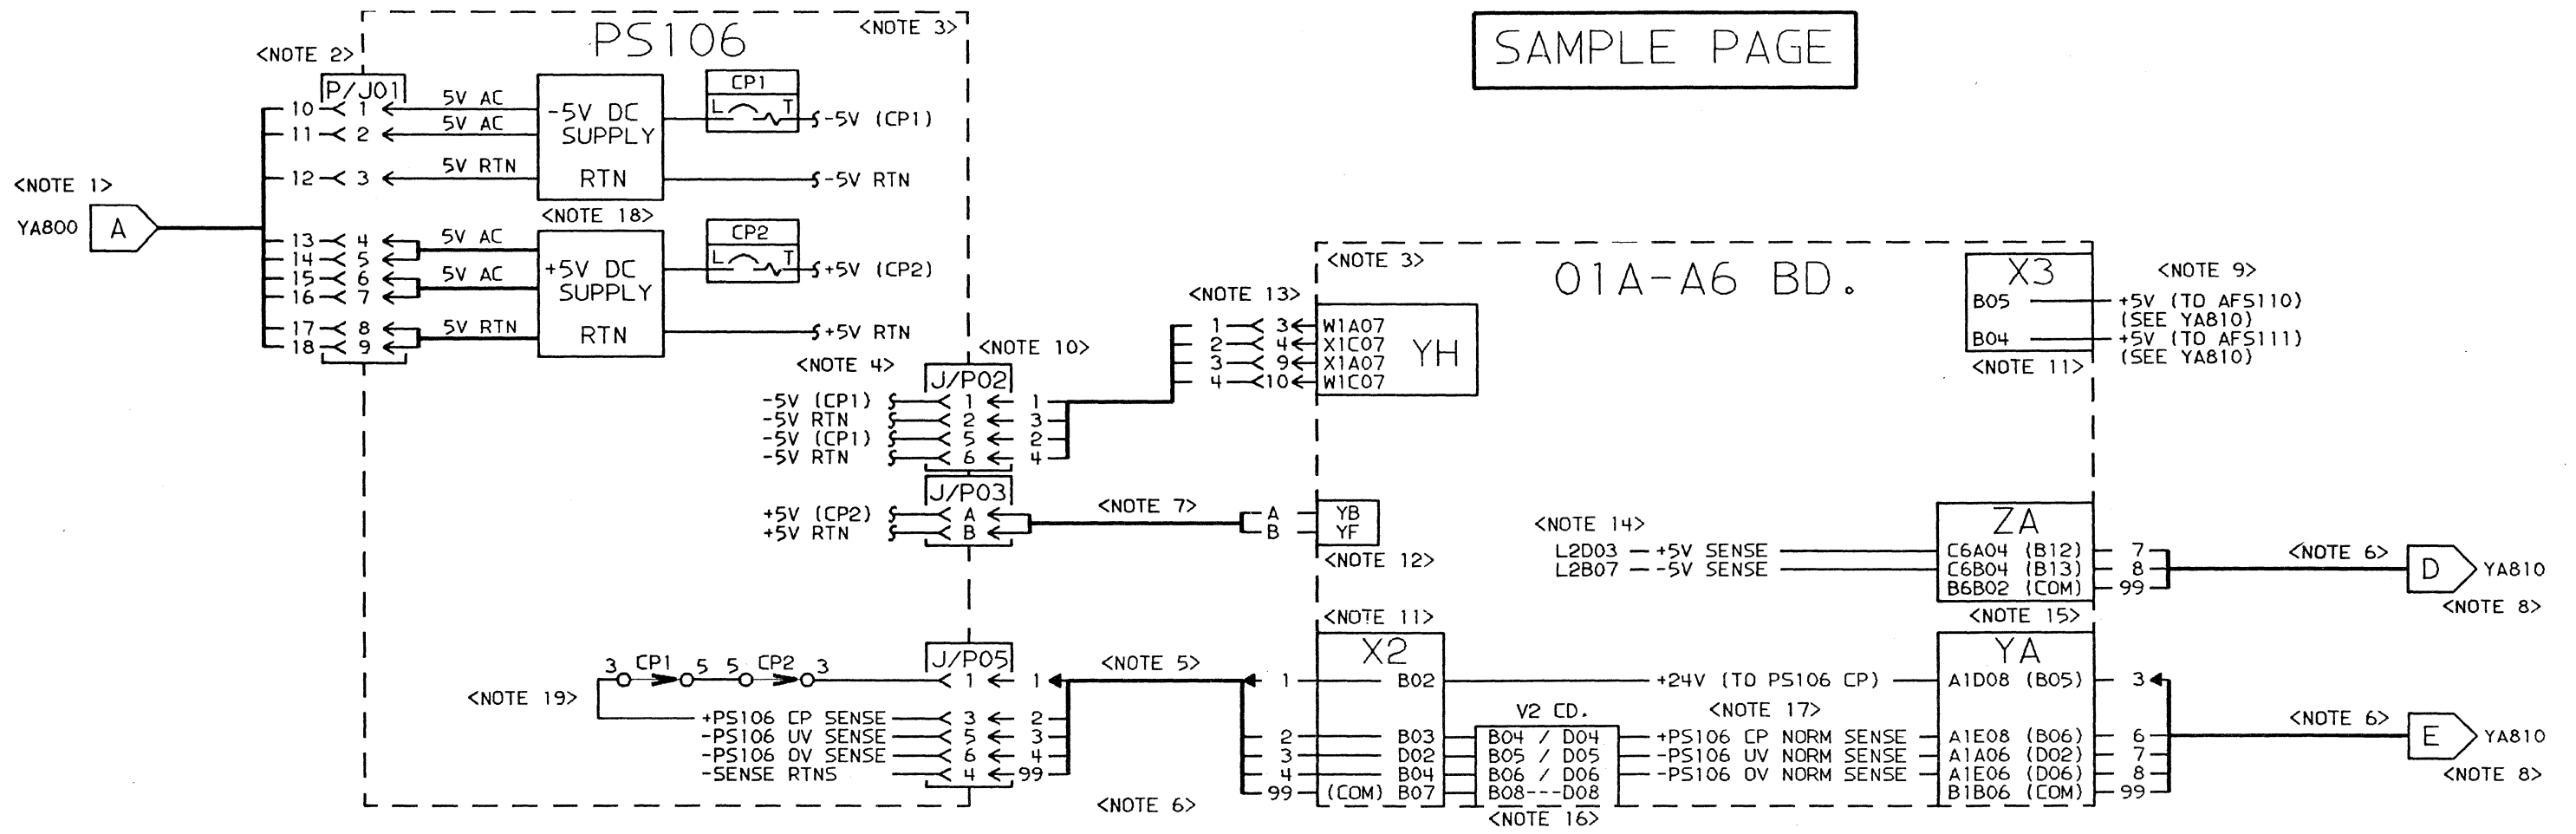 SAMPLE PAGE
PS106
<NOTE 3>
<NOTE 2>
P/J01
10 1 5V AC
11 2 5V AC
12 3 5V RTN
-5V DC
SUPPLY
RTN
CP1
L T
-5V (CP1)
-5V RTN
<NOTE 1>
YA800 A
<NOTE 18>
13 4 5V AC
14 5
15 6 5V AC
16 7
17 8 5V RTN
18 9
+5V DC
SUPPLY
RTN
CP2
L T
+5V (CP2)
+5V RTN
<NOTE 4>
<NOTE 10>
J/P02
-5V (CP1) 1 1
-5V RTN 2 3
-5V (CP1) 5 2
-5V RTN 6 4
J/P03
+5V (CP2) A
+5V RTN B
<NOTE 7>
A YB
B YF
<NOTE 12>
<NOTE 13>
<NOTE 3>
01A-A6 BD.
1 3 W1A07
2 4 X1C07
3 9 X1A07
4 10 W1C07
YH
X3
B05
B04
<NOTE 11>
<NOTE 9>
+5V (TO AFS110)
(SEE YA810)
+5V (TO AFS111)
(SEE YA810)
<NOTE 14>
L2D03 +5V SENSE
L2B07 -5V SENSE
ZA
C6A04 (B12) 7
C6B04 (B13) 8
B6B02 (COM) 99
<NOTE 15>
<NOTE 6>
D YA810
<NOTE 8>
J/P05
3 CP1 5 5 CP2 3
1 1
<NOTE 19>
+PS106 CP SENSE 3 2
-PS106 UV SENSE 5 3
-PS106 OV SENSE 6 4
-SENSE RTNS 4 99
<NOTE 5>
<NOTE 6>
<NOTE 11>
X2
1 B02
2 B03
3 D02
4 B04
99 (COM) B07
V2 CD.
B04 / D04
B05 / D05
B06 / D06
B08---D08
<NOTE 16>
+24V (TO PS106 CP)
<NOTE 17>
+PS106 CP NORM SENSE
-PS106 UV NORM SENSE
-PS106 OV NORM SENSE
YA
A1D08 (B05) 3
A1E08 (B06) 6
A1A06 (D02) 7
A1E06 (D06) 8
B1B06 (COM) 99
<NOTE 6>
E YA810
<NOTE 8>